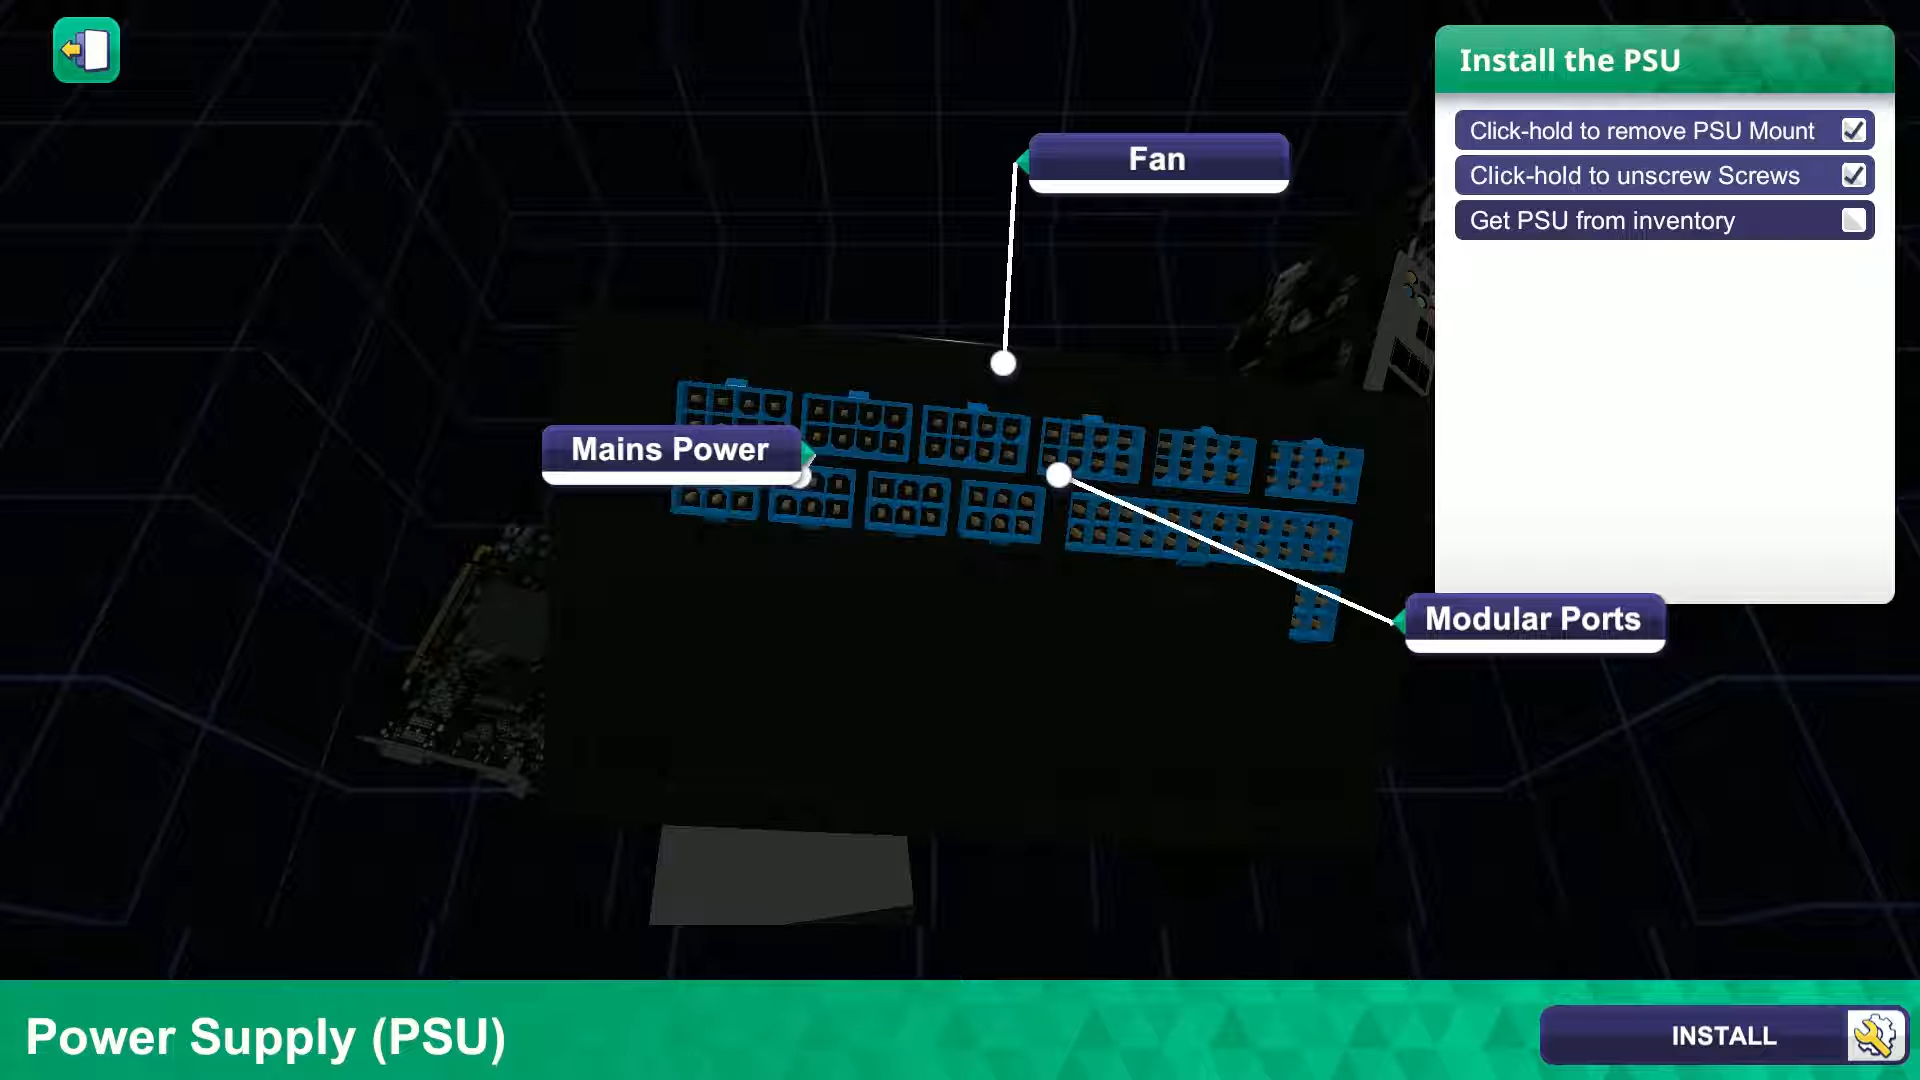 Install the PSU
Click-hold to remove PSU Mount
Click-hold to unscrew Screws
Get PSU from inventory
Fan
Mains Power
Modular Ports
Power Supply (PSU)
INSTALL